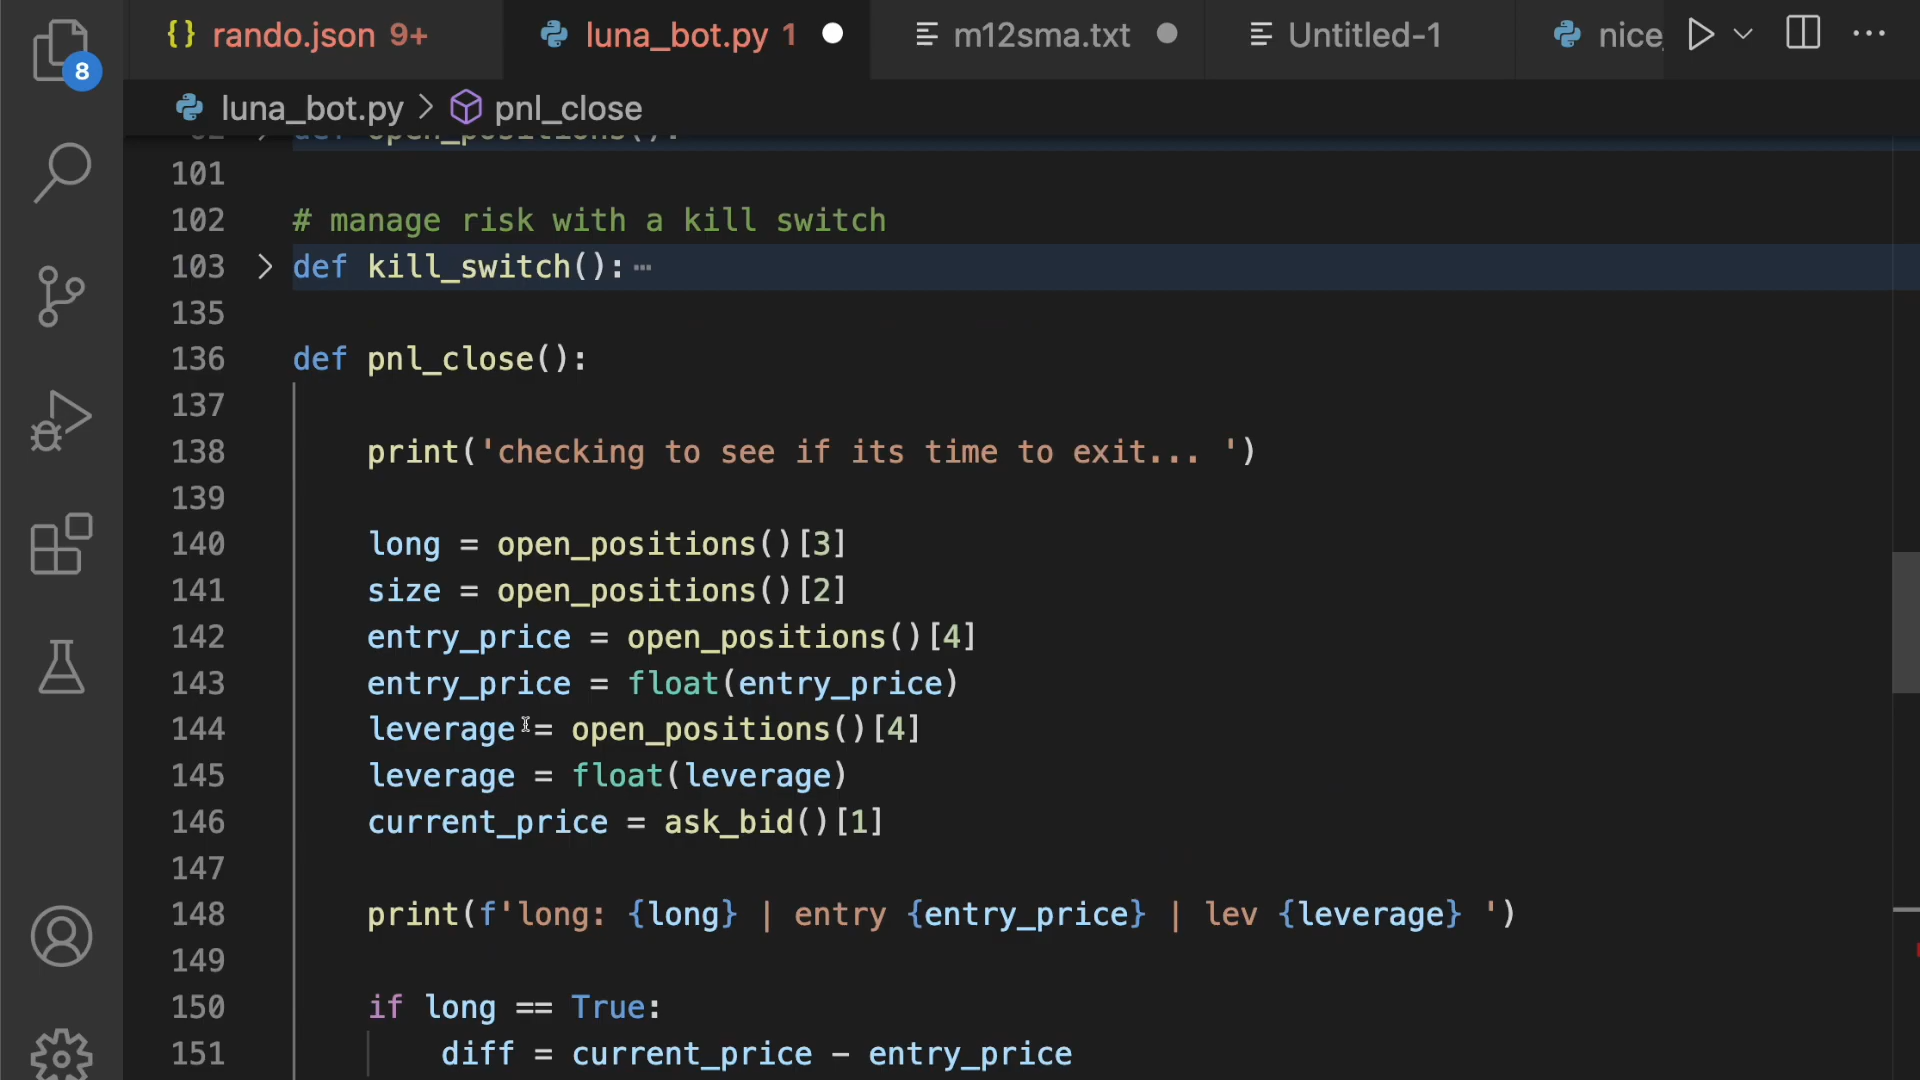 {} rando.json 9+ luna_bot.py 1 m12sma.txt Untitled-1 nice
8
luna_bot.py > pnl_close
def open_positions():
101
102 # manage risk with a kill switch
103 > def kill_switch():⋯
135
136 def pnl_close():
137
138 print('checking to see if its time to exit... ')
139
140 long = open_positions()[3]
141 size = open_positions()[2]
142 entry_price = open_positions()[4]
143 entry_price = float(entry_price)
144 leverage = open_positions()[4]
145 leverage = float(leverage)
146 current_price = ask_bid()[1]
147
148 print(f'long: {long} | entry {entry_price} | lev {leverage} ')
149
150 if long == True:
151 diff = current_price - entry_price